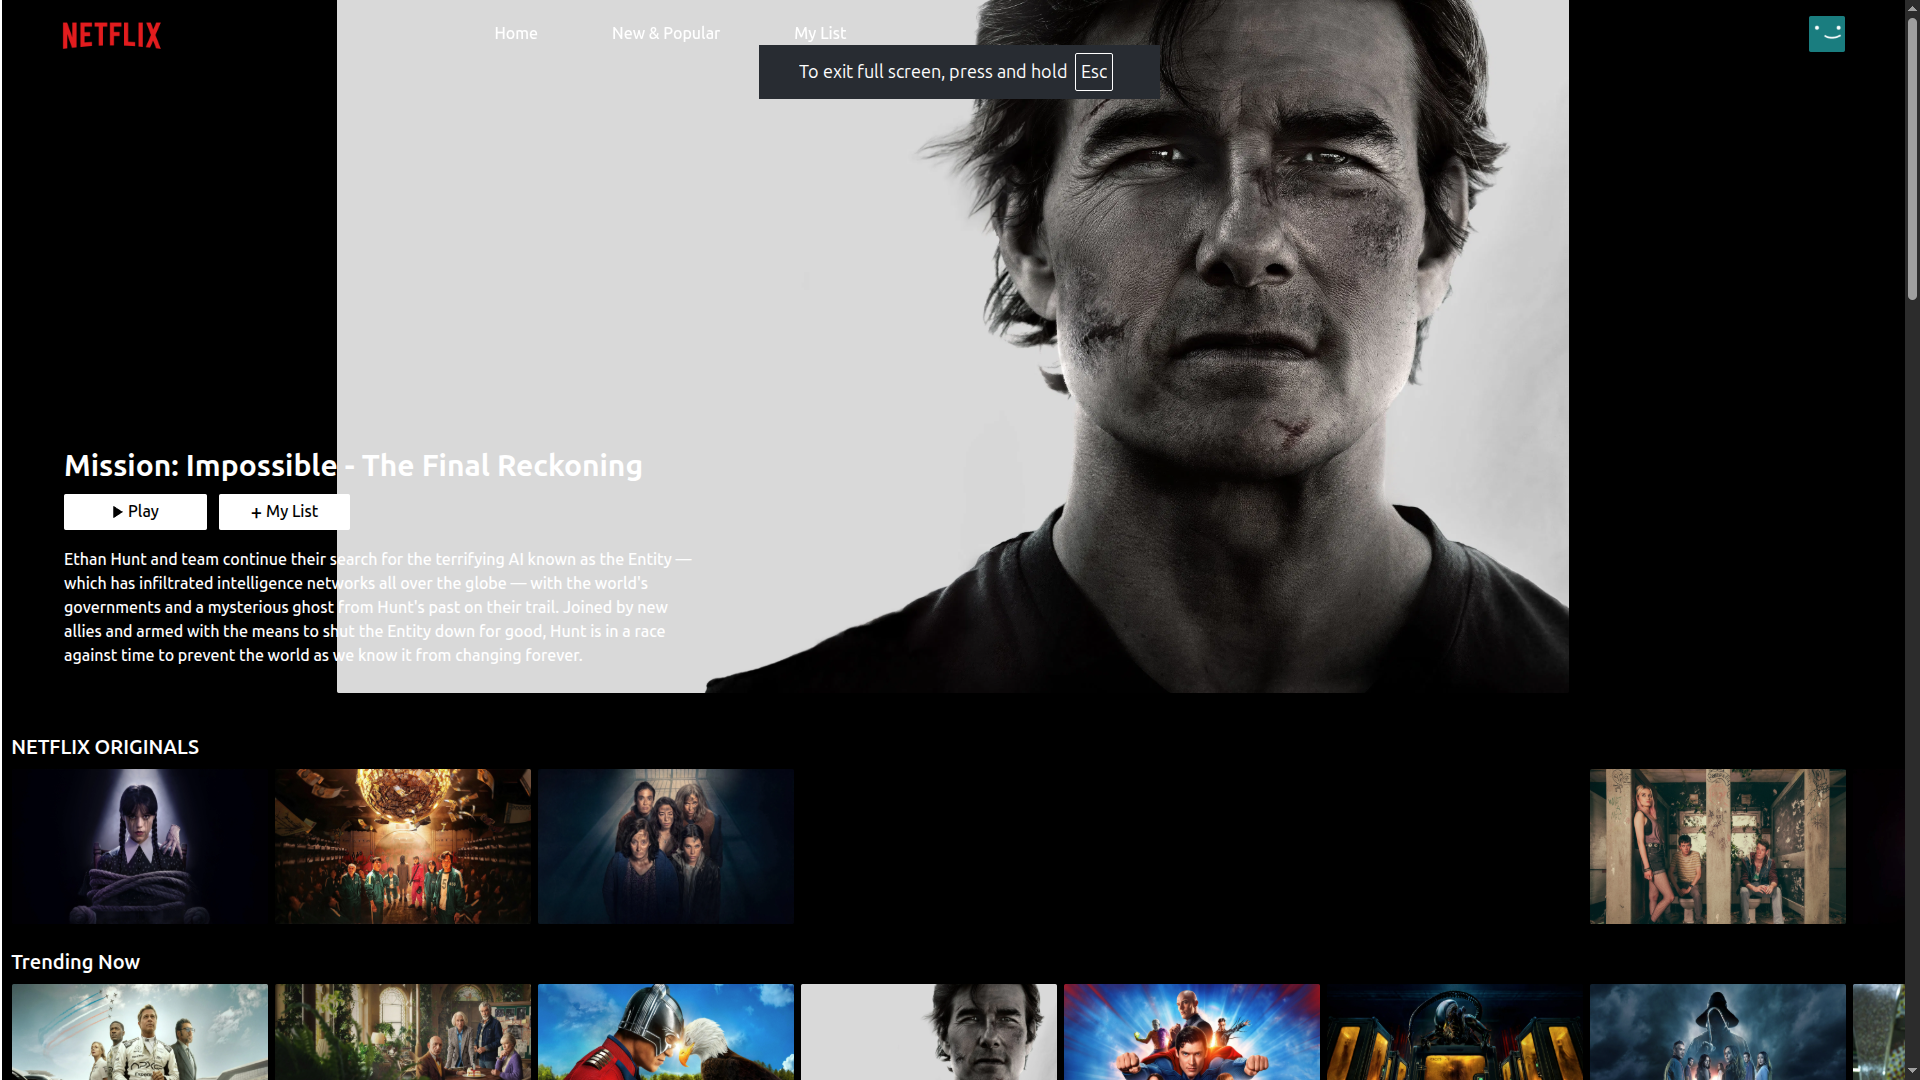 NETFLIX
Home
New & Popular
My List
To exit full screen, press and hold Esc
Mission: Impossible - The Final Reckoning
Play
+ My List
Ethan Hunt and team continue their search for the terrifying AI known as the Entity —
which has infiltrated intelligence networks all over the globe — with the world's
governments and a mysterious ghost from Hunt's past on their trail. Joined by new
allies and armed with the means to shut the Entity down for good, Hunt is in a race
against time to prevent the world as we know it from changing forever.
NETFLIX ORIGINALS
Trending Now